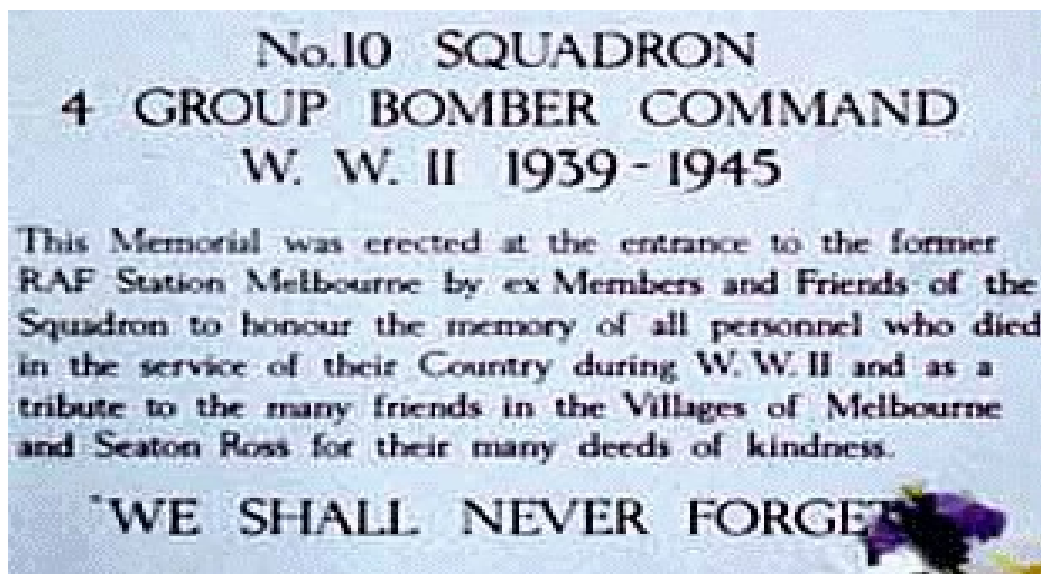 No.10 SQUADRON
4 GROUP BOMBER COMMAND
W. W. II 1939 - 1945
This Memorial was erected at the entrance to the former
RAF Station Melbourne by ex Members and Friends of the
Squadron to honour the memory of all personnel who died
in the service of their Country during W. W. II and as a
tribute to the many friends in the Villages of Melbourne
and Seaton Ross for their many deeds of kindness.
"WE SHALL NEVER FORGET